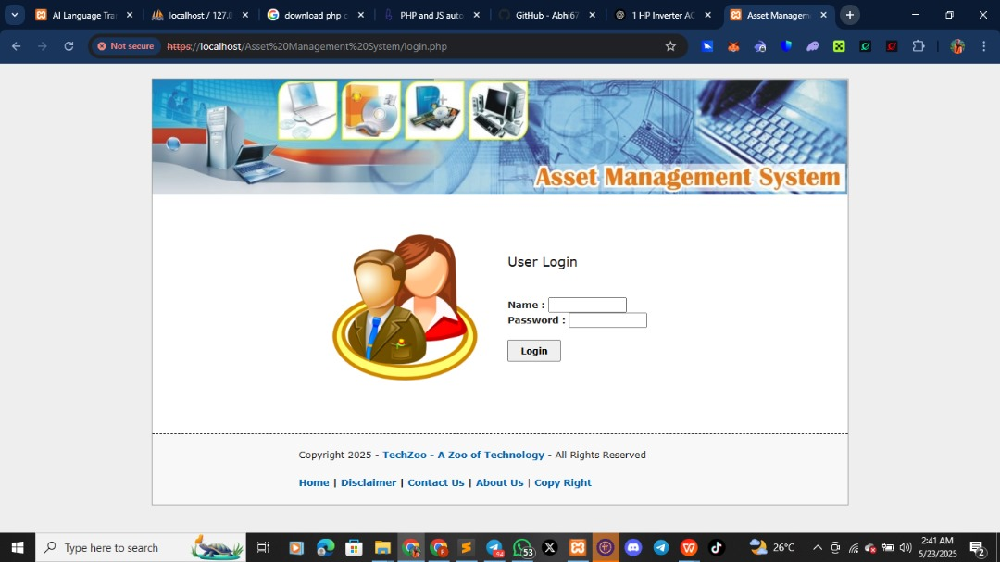 AI Language Tra
localhost / 127.0
download php c
PHP and JS auto
GitHub - Abhi67
1 HP Inverter AC
Asset Managem
Not secure
https://localhost/Asset%20Management%20System/login.php
Asset Management System
User Login
Name :
Password :
Login
Copyright 2025 - TechZoo - A Zoo of Technology - All Rights Reserved
Home | Disclaimer | Contact Us | About Us | Copy Right
Type here to search
53
26°C
2:41 AM
5/23/2025
2